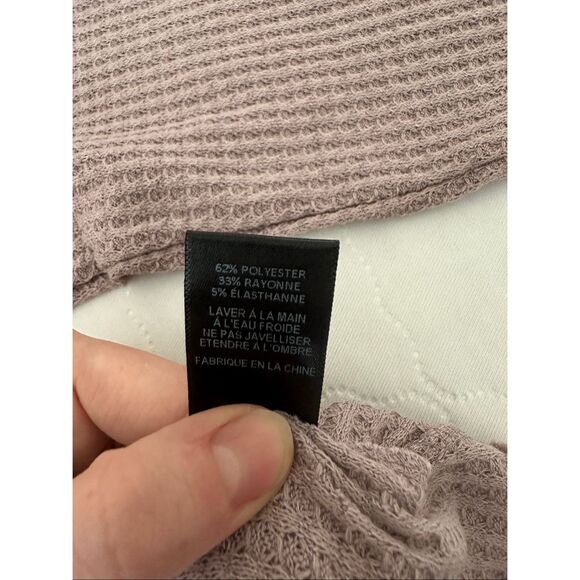 62% POLYESTER
33% RAYONNE
5% ÉLASTHANNE
LAVER À LA MAIN
À L'EAU FROIDE
NE PAS JAVELLISER
ETENDRE À L'OMBRE
FABRIQUE EN LA CHINE